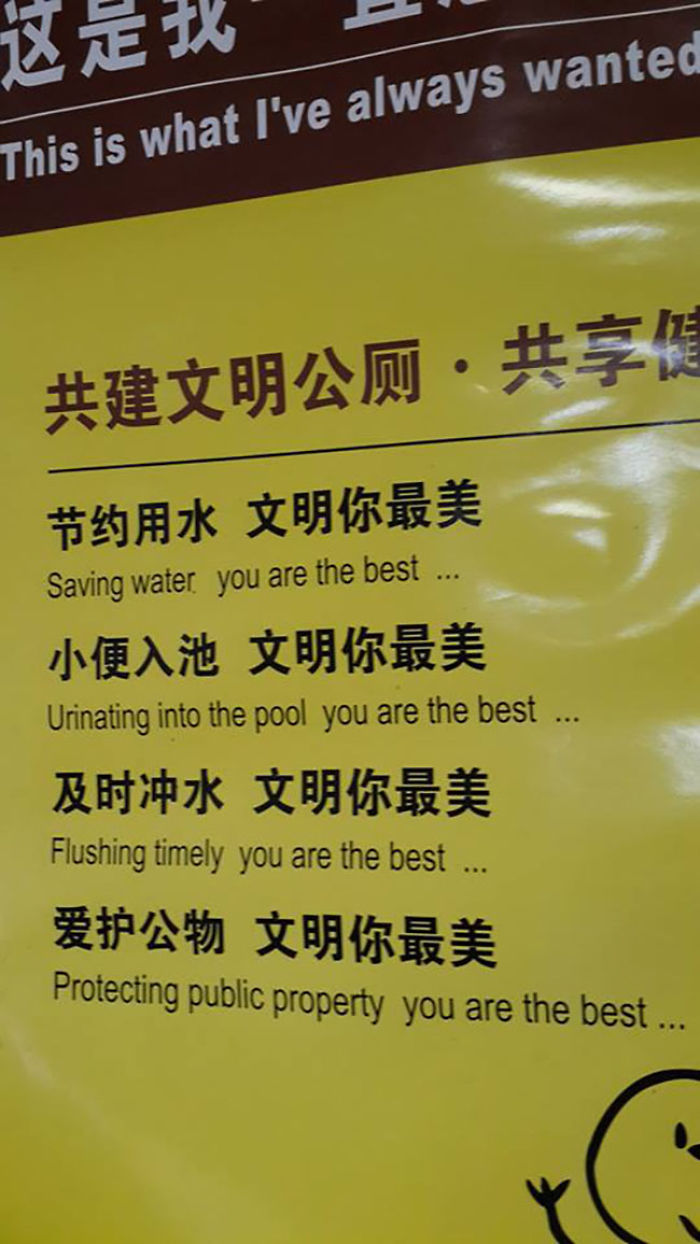 这是我一直
This is what I've always wanted
共建文明公厕·共享健
节约用水 文明你最美
Saving water you are the best ...
小便入池 文明你最美
Urinating into the pool you are the best ...
及时冲水 文明你最美
Flushing timely you are the best ...
爱护公物 文明你最美
Protecting public property you are the best ...